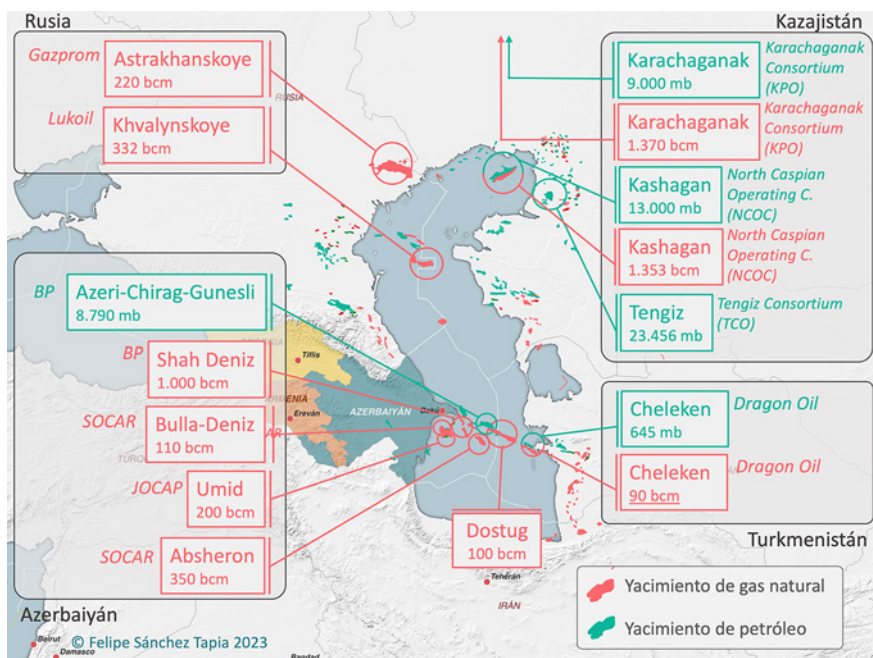 Rusia
Gazprom
Astrakhanskoye
220 bcm
RUSIA
Lukoil
Khvalynskoye
332 bcm
Kazajistán
Karachaganak
9.000 mb
Karachaganak
Consortium
(KPO)
Karachaganak
1.370 bcm
Karachaganak
Consortium
(KPO)
Kashagan
13.000 mb
North Caspian
Operating C.
(NCOC)
Kashagan
1.353 bcm
North Caspian
Operating C.
(NCOC)
Tengiz
23.456 mb
Tengiz Consortium
(TCO)
BP
Azeri-Chirag-Gunesli
8.790 mb
BP
Shah Deniz
1.000 bcm
SOCAR
Bulla-Deniz
110 bcm
JOCAP
Umid
200 bcm
SOCAR
Absheron
350 bcm
Tiflis
ARMENIA
Ereván
AZERBAIYÁN
Bakú
Cheleken
645 mb
Dragon Oil
Cheleken
90 bcm
Dragon Oil
Dostug
100 bcm
Turkmenistán
Teherán
IRÁN
Yacimiento de gas natural
Yacimiento de petróleo
Azerbaiyán
Beirut
© Felipe Sánchez Tapia 2023
Damasco
Bagdad